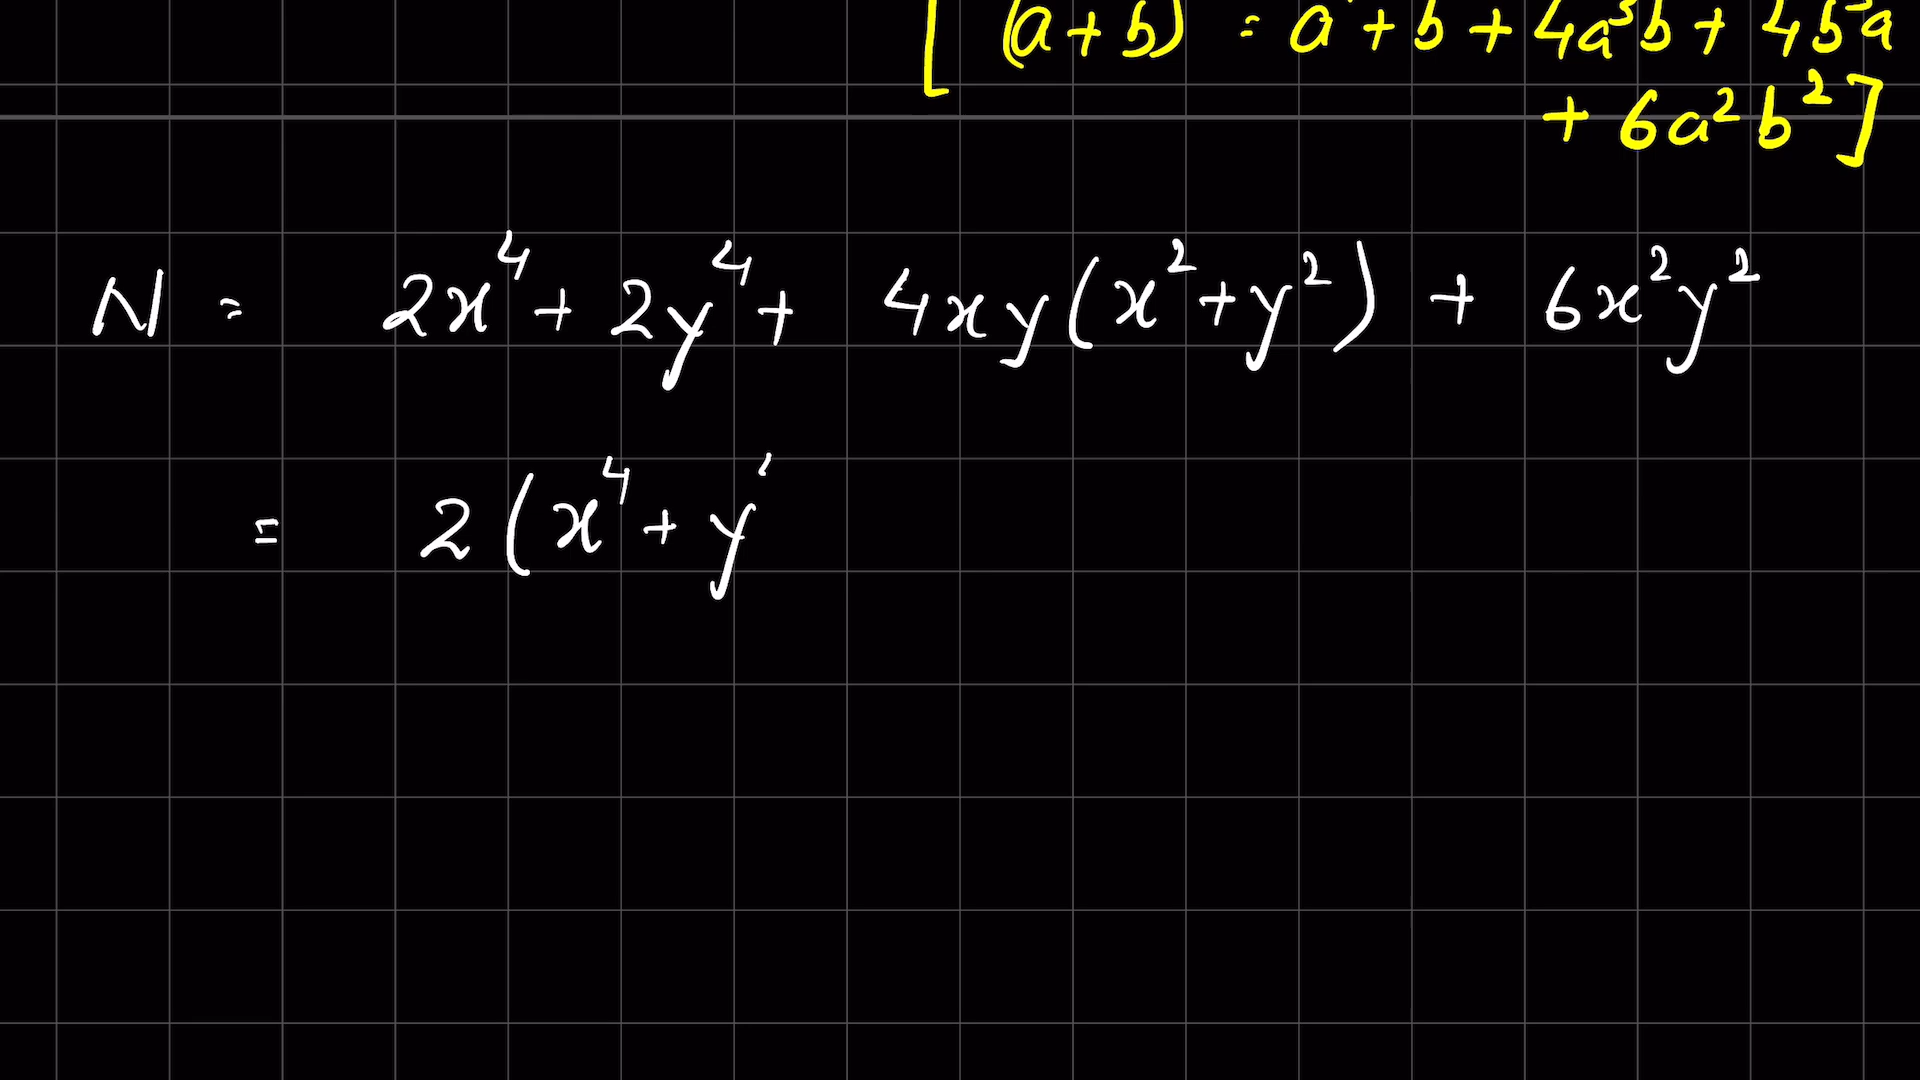 [ (a + b) = a + b + 4a³b + 4b³a
+ 6a²b² ]
N = 2x⁴ + 2y⁴ + 4xy(x² + y²) + 6x²y²
= 2(x⁴ + y